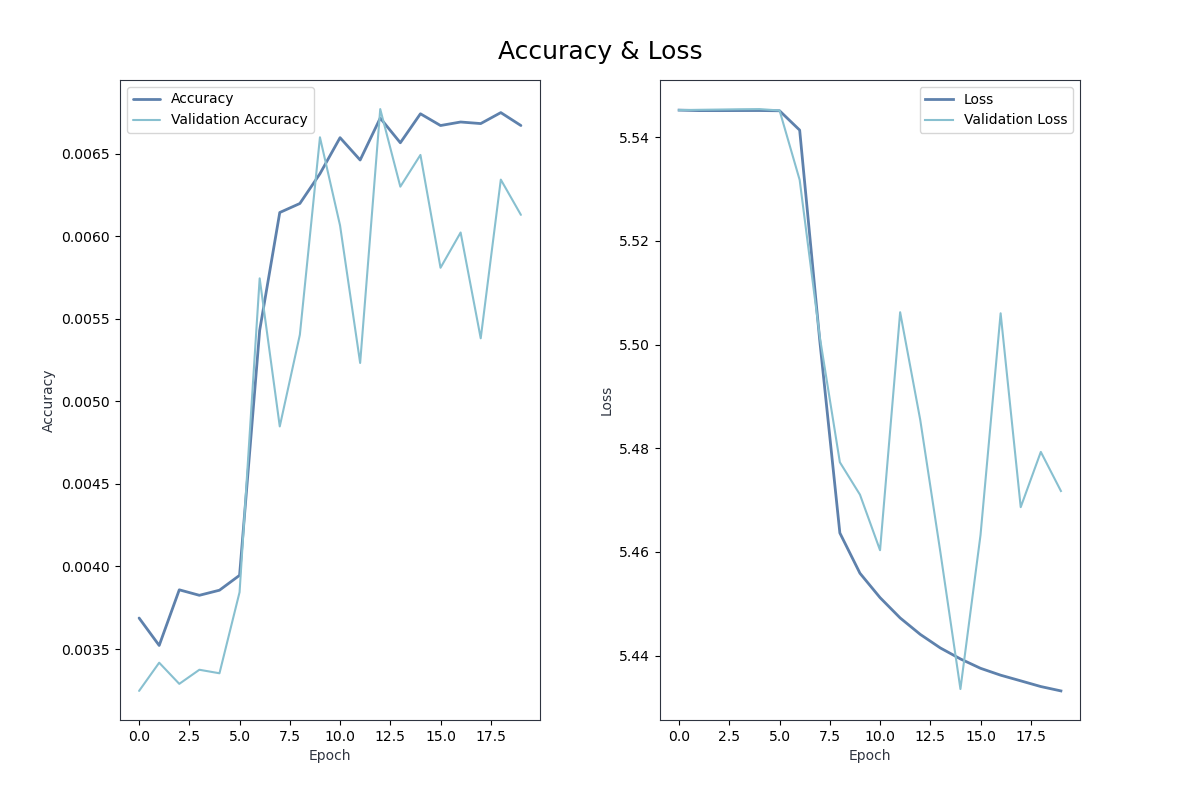 Accuracy & Loss
Accuracy
Validation Accuracy
0.0065
0.0060
0.0055
0.0050
0.0045
0.0040
0.0035
Accuracy
0.0 2.5 5.0 7.5 10.0 12.5 15.0 17.5
Epoch
Loss
Validation Loss
5.54
5.52
5.50
5.48
5.46
5.44
Loss
0.0 2.5 5.0 7.5 10.0 12.5 15.0 17.5
Epoch